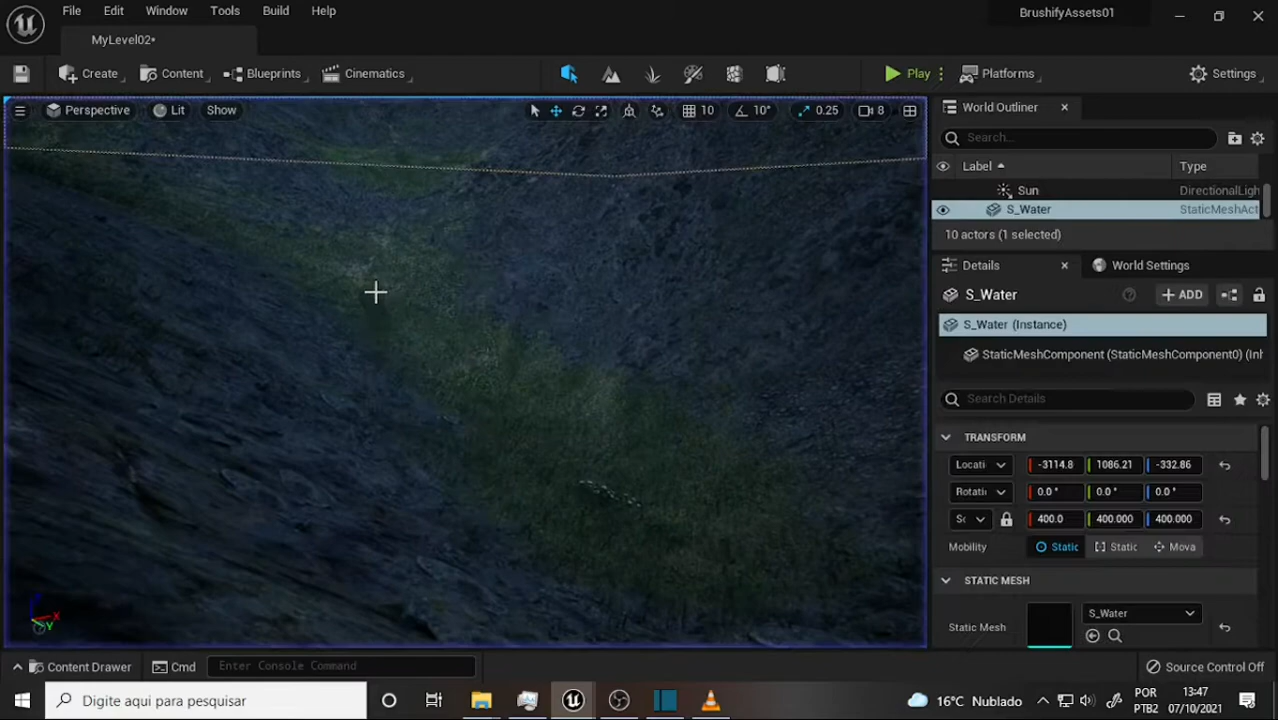 File Edit Window Tools Build Help
BrushifyAssets01
MyLevel02*
Create Content Blueprints Cinematics Play Platforms Settings
Perspective Lit Show 10 10° 0.25 8
World Outliner
Search...
Label Type
Sun DirectionalLigh
S_Water StaticMeshAct
10 actors (1 selected)
Details World Settings
S_Water ADD
S_Water (Instance)
StaticMeshComponent (StaticMeshComponent0) (Inh
Search Details
TRANSFORM
Locati -3114.8 1086.21 -332.86
Rotati 0.0° 0.0° 0.0°
Sc 400.0 400.000 400.000
Mobility Static Static Mova
STATIC MESH
S_Water
Static Mesh
X
Y
Content Drawer Cmd Enter Console Command Source Control Off
Digite aqui para pesquisar 16°C Nublado POR 13:47
PTB2 07/10/2021